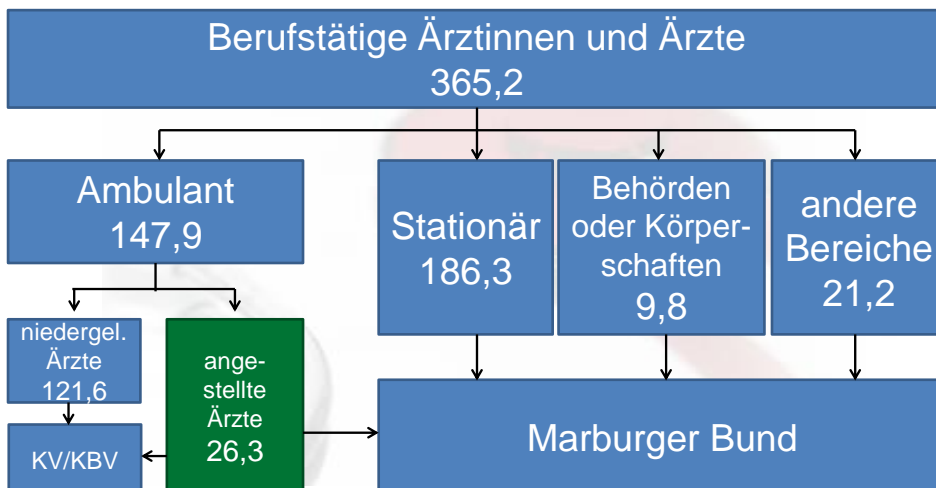 Berufstätige Ärztinnen und Ärzte
365,2
Ambulant
147,9
Stationär
186,3
Behörden
oder Körper-
schaften
9,8
andere
Bereiche
21,2
niedergel.
Ärzte
121,6
ange-
stellte
Ärzte
26,3
KV/KBV
Marburger Bund